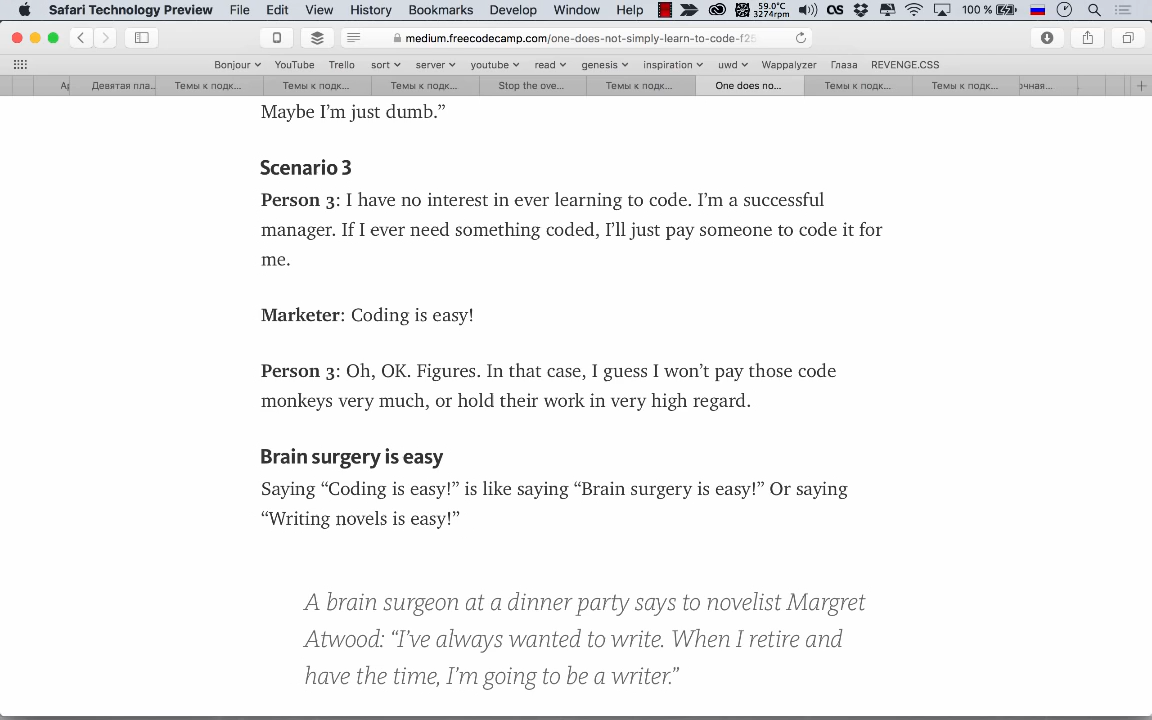 Safari Technology Preview File Edit View History Bookmarks Develop Window Help 59.0°C 3274rpm 100 %
medium.freecodecamp.com/one-does-not-simply-learn-to-code-f25
Bonjour YouTube Trello sort server youtube read genesis inspiration uwd Wappalyzer Глаза REVENGE.CSS
Девятая пла... Темы к подк... Темы к подк... Темы к подк... Stop the ove... Темы к подк... One does no... Темы к подк... Темы к подк...
Maybe I’m just dumb.”
Scenario 3
Person 3: I have no interest in ever learning to code. I’m a successful
manager. If I ever need something coded, I’ll just pay someone to code it for
me.
Marketer: Coding is easy!
Person 3: Oh, OK. Figures. In that case, I guess I won’t pay those code
monkeys very much, or hold their work in very high regard.
Brain surgery is easy
Saying “Coding is easy!” is like saying “Brain surgery is easy!” Or saying
“Writing novels is easy!”
A brain surgeon at a dinner party says to novelist Margret
Atwood: “I’ve always wanted to write. When I retire and
have the time, I’m going to be a writer.”